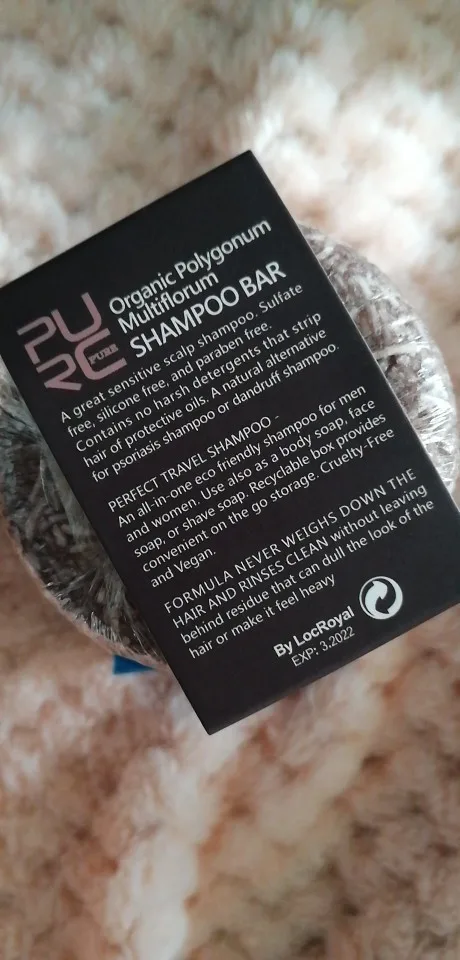 PU
RE
PURE
Organic Polygonum
Multiflorum
SHAMPOO BAR
A great sensitive scalp shampoo. Sulfate
free, silicone free, and paraben free.
Contains no harsh detergents that strip
hair of protective oils. A natural alternative
for psoriasis shampoo or dandruff shampoo.
PERFECT TRAVEL SHAMPOO -
An all-in-one eco friendly shampoo for men
and women. Use also as a body soap, face
soap, or shave soap. Recyclable box provides
convenient on the go storage. Cruelty-Free
and Vegan.
FORMULA NEVER WEIGHS DOWN THE
HAIR AND RINSES CLEAN without leaving
behind residue that can dull the look of the
hair or make it feel heavy
By LocRoyal
EXP: 3.2022